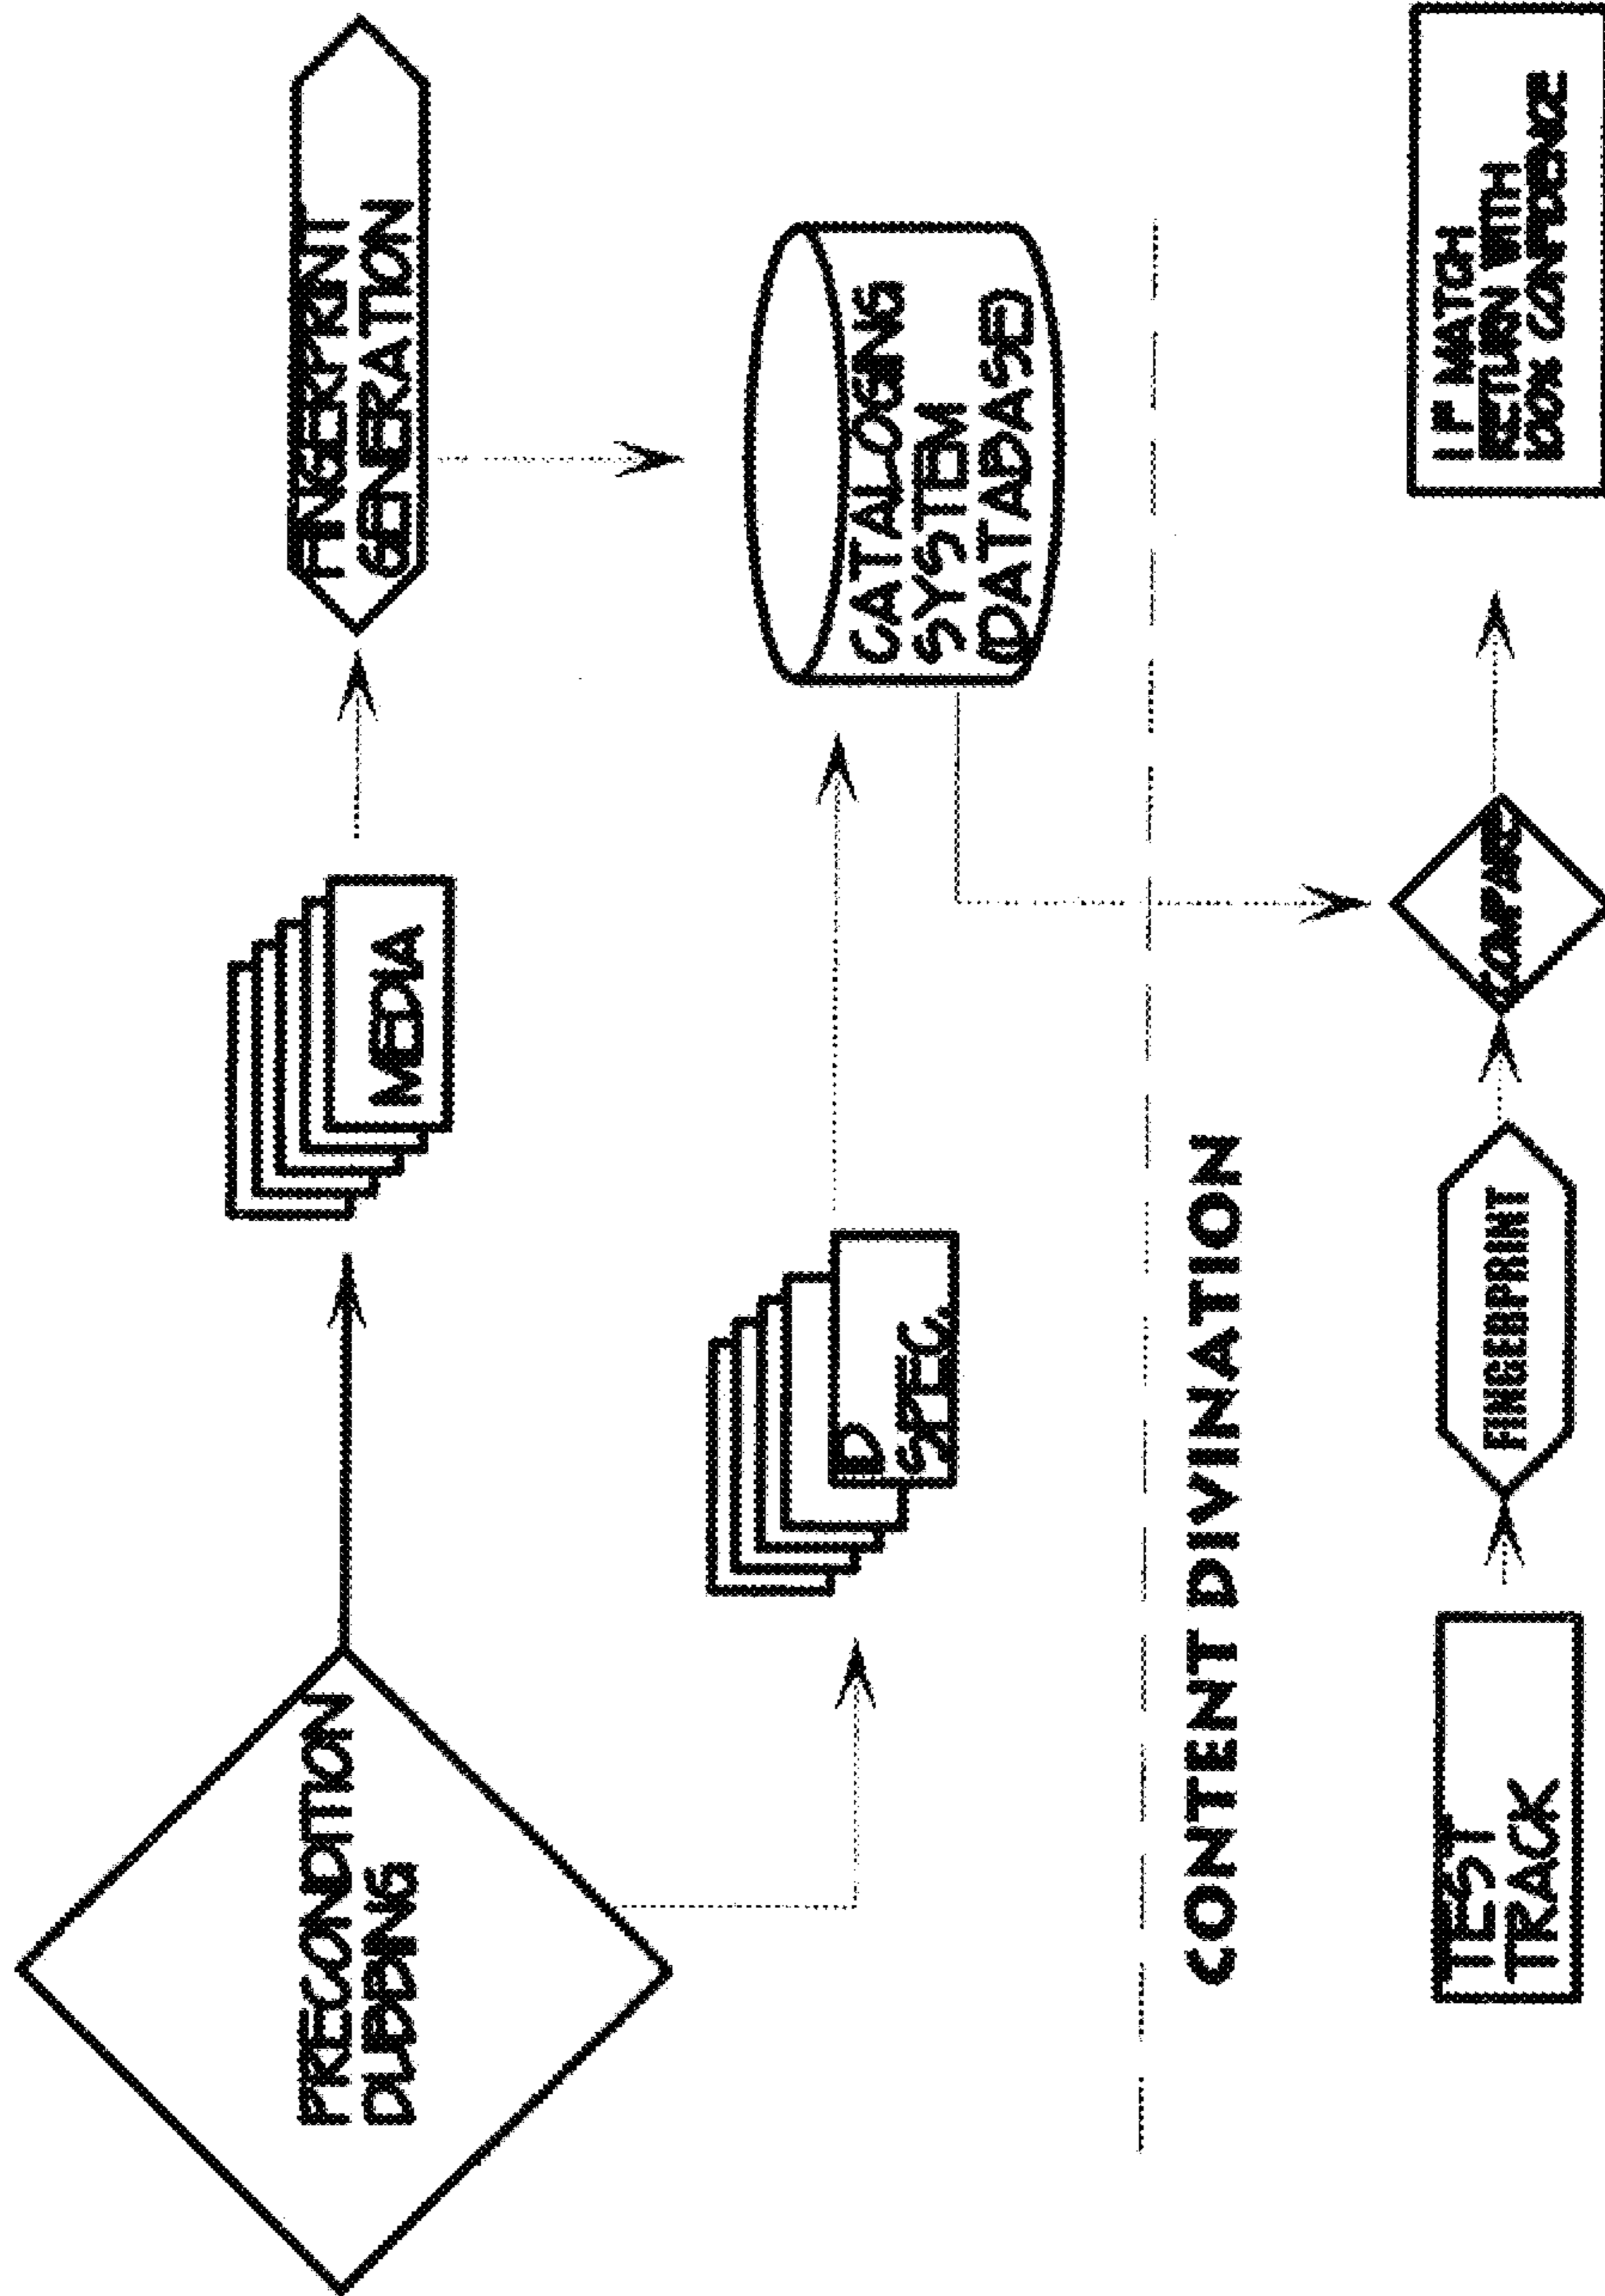 PRECONDITION
DUBBING
MEDIA
FINGERPRINT
GENERATION
ID
SPEC.
CATALOGING
SYSTEM
(DATABASE)
CONTENT DIVINATION
TEST
TRACK
FINGERPRINT
COMPARE
IF MATCH
RETURN WITH
100% CONFIDENCE